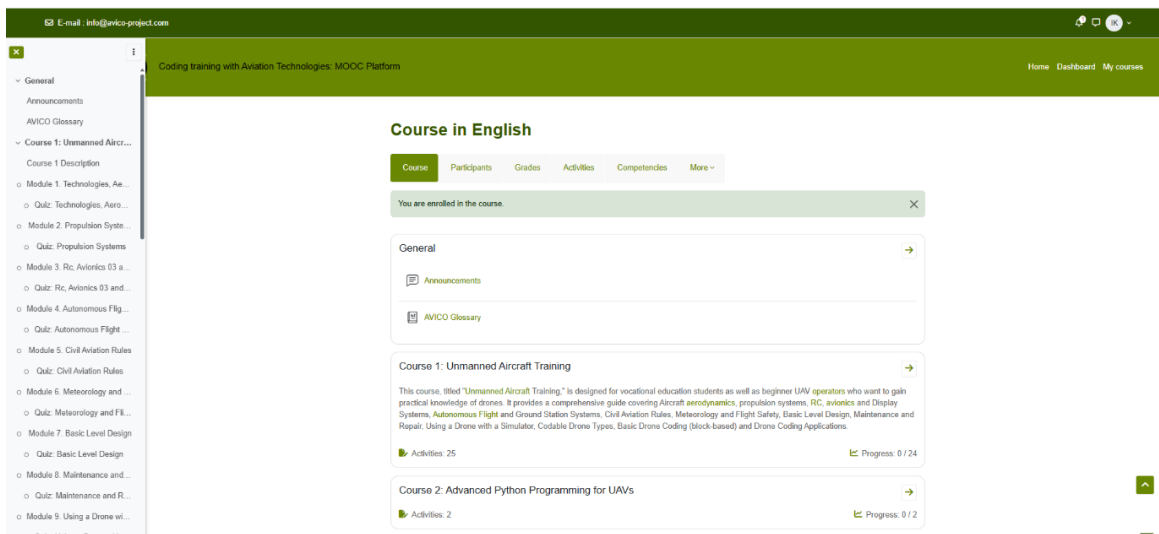 E-mail : info@avico-project.com
IK
Coding training with Aviation Technologies: MOOC Platform
Home Dashboard My courses
General
Announcements
AVICO Glossary
Course 1: Unmanned Aircr...
Course 1 Description
Module 1. Technologies, Ae...
Quiz: Technologies, Aero...
Module 2. Propulsion Syste...
Quiz: Propulsion Systems
Module 3. Rc, Avionics 03 a...
Quiz: Rc, Avionics 03 and...
Module 4. Autonomous Flig...
Quiz: Autonomous Flight ...
Module 5. Civil Aviation Rules
Quiz: Civil Aviation Rules
Module 6. Meteorology and ...
Quiz: Meteorology and Fli...
Module 7. Basic Level Design
Quiz: Basic Level Design
Module 8. Maintenance and...
Quiz: Maintenance and R...
Module 9. Using a Drone wi...
Course in English
Course Participants Grades Activities Competencies More
You are enrolled in the course.
General
Announcements
AVICO Glossary
Course 1: Unmanned Aircraft Training
This course, titled "Unmanned Aircraft Training," is designed for vocational education students as well as beginner UAV operators who want to gain
practical knowledge of drones. It provides a comprehensive guide covering Aircraft aerodynamics, propulsion systems, RC, avionics and Display
Systems, Autonomous Flight and Ground Station Systems, Civil Aviation Rules, Meteorology and Flight Safety, Basic Level Design, Maintenance and
Repair, Using a Drone with a Simulator, Codable Drone Types, Basic Drone Coding (block-based) and Drone Coding Applications.
Activities: 25 Progress: 0 / 24
Course 2: Advanced Python Programming for UAVs
Activities: 2 Progress: 0 / 2